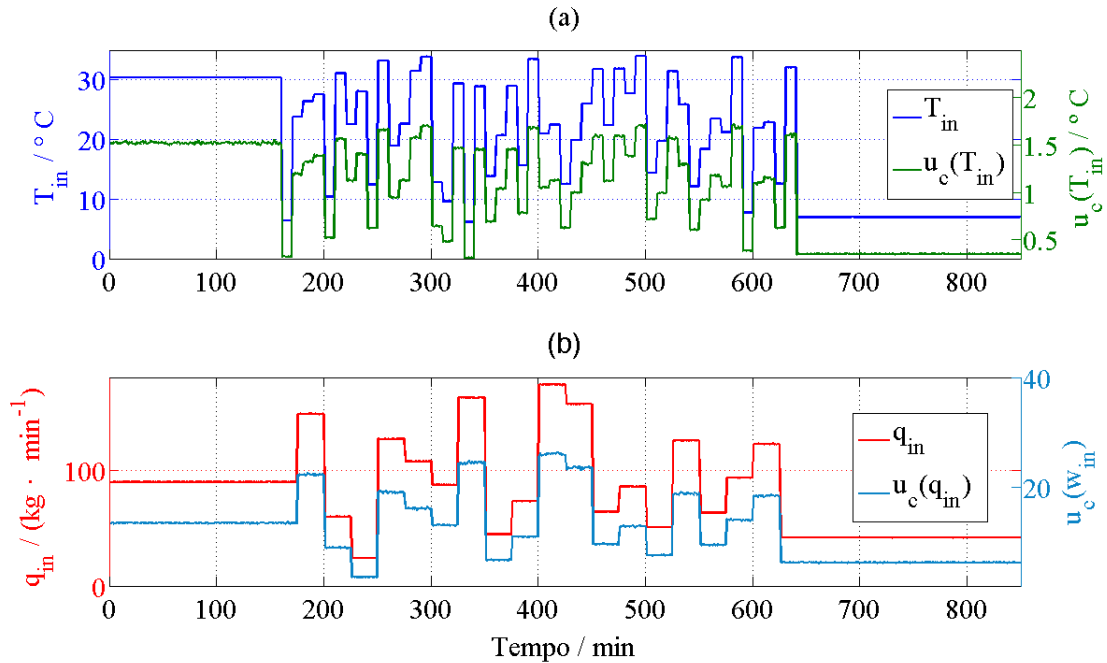 (a)
T_in / °C
30
20
10
0
0 100 200 300 400 500 600 700 800
2
1.5
1
0.5
u_c(T_in) / °C
T_in
u_c(T_in)
(b)
q_in / (kg · min⁻¹)
100
0
0 100 200 300 400 500 600 700 800
40
20
u_c(w_in)
q_in
u_c(q_in)
Tempo / min